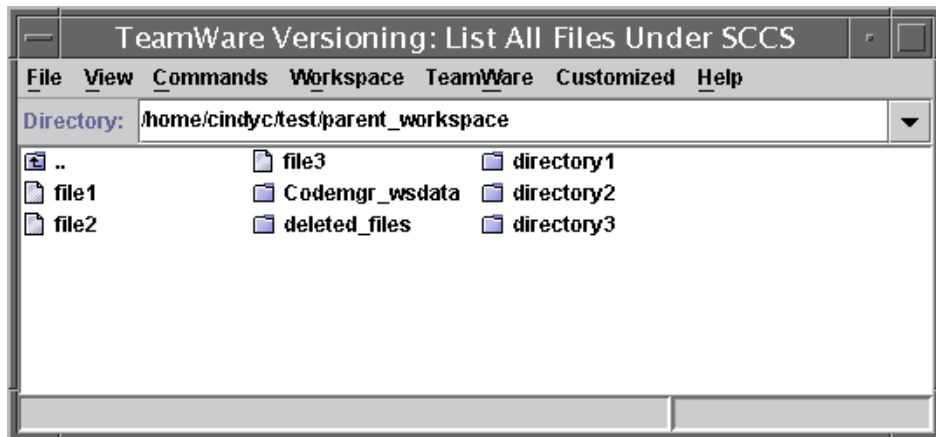 TeamWare Versioning: List All Files Under SCCS
File View Commands Workspace TeamWare Customized Help
Directory: /home/cindyc/test/parent_workspace
.. file3 directory1
file1 Codemgr_wsdata directory2
file2 deleted_files directory3